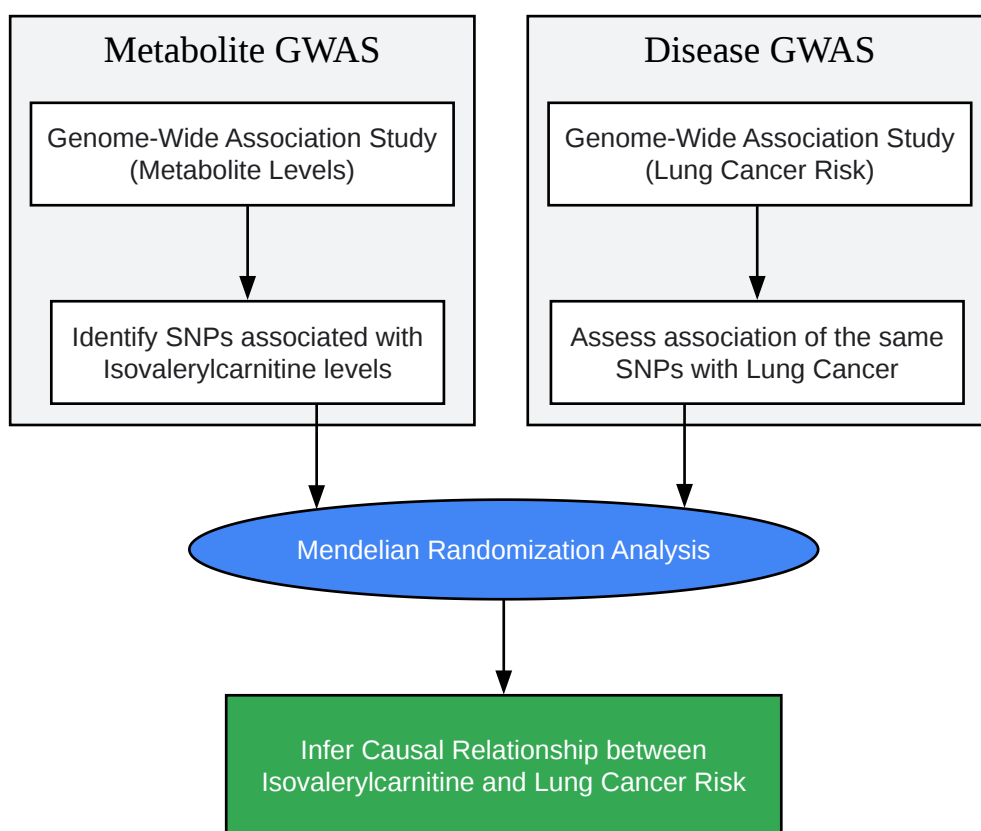 Metabolite GWAS
Genome-Wide Association Study
(Metabolite Levels)
Identify SNPs associated with
Isovalerylcarnitine levels
Disease GWAS
Genome-Wide Association Study
(Lung Cancer Risk)
Assess association of the same
SNPs with Lung Cancer
Mendelian Randomization Analysis
Infer Causal Relationship between
Isovalerylcarnitine and Lung Cancer Risk